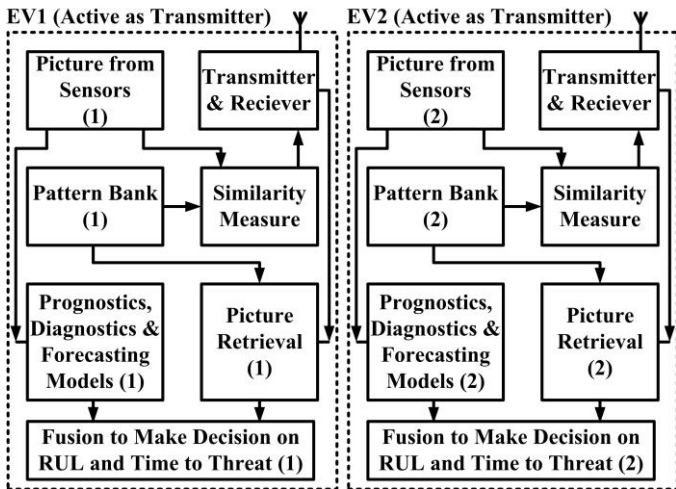 EV1 (Active as Transmitter)
Picture from
Sensors
(1)
Transmitter
& Reciever
Pattern Bank
(1)
Similarity
Measure
Prognostics,
Diagnostics &
Forecasting
Models (1)
Picture
Retrieval
(1)
Fusion to Make Decision on
RUL and Time to Threat (1)
EV2 (Active as Transmitter)
Picture from
Sensors
(2)
Transmitter
& Reciever
Pattern Bank
(2)
Similarity
Measure
Prognostics,
Diagnostics &
Forecasting
Models (2)
Picture
Retrieval
(2)
Fusion to Make Decision on
RUL and Time to Threat (2)